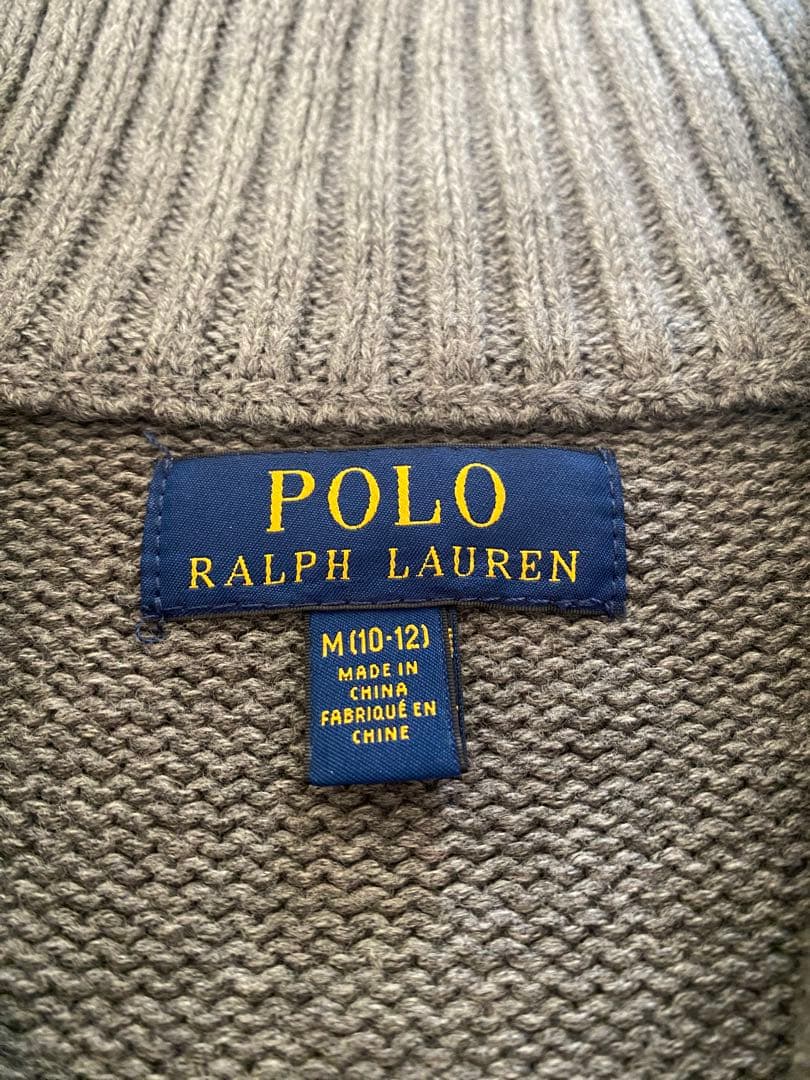 POLO
RALPH LAUREN
M (10-12)
MADE IN
CHINA
FABRIQUÉ EN
CHINE